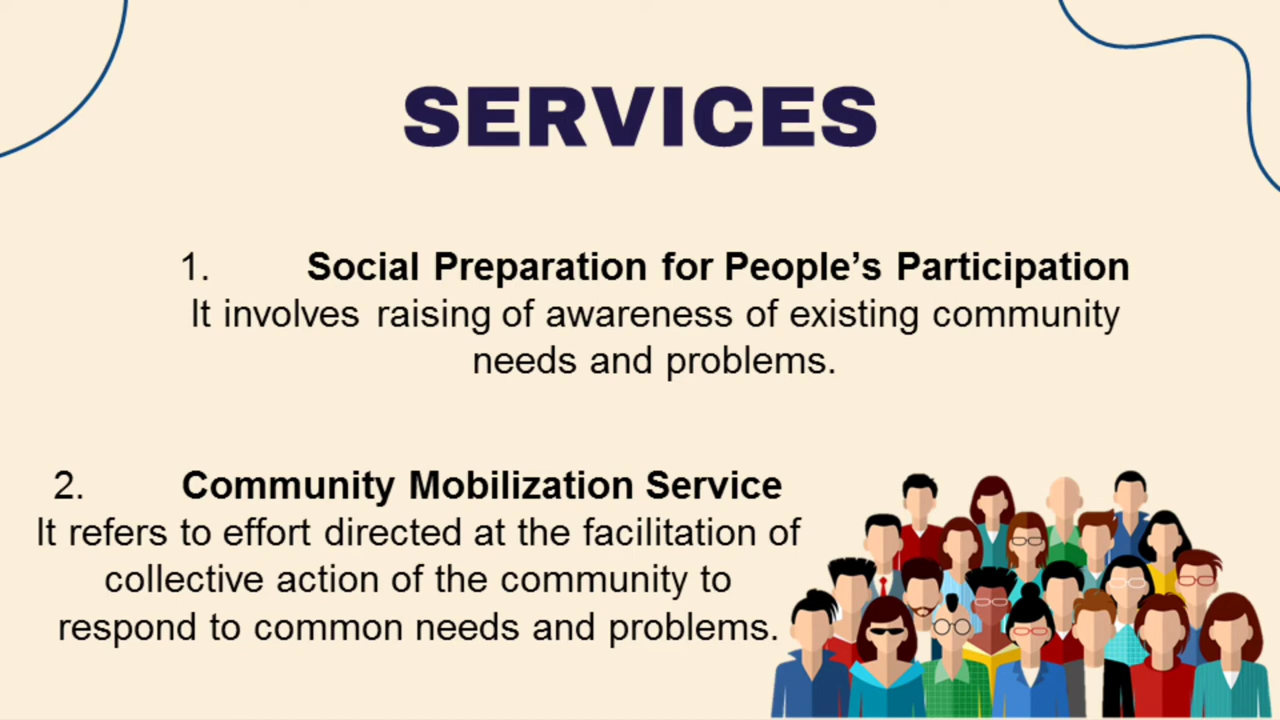 SERVICES
1. Social Preparation for People’s Participation
It involves raising of awareness of existing community
needs and problems.
2. Community Mobilization Service
It refers to effort directed at the facilitation of
collective action of the community to
respond to common needs and problems.